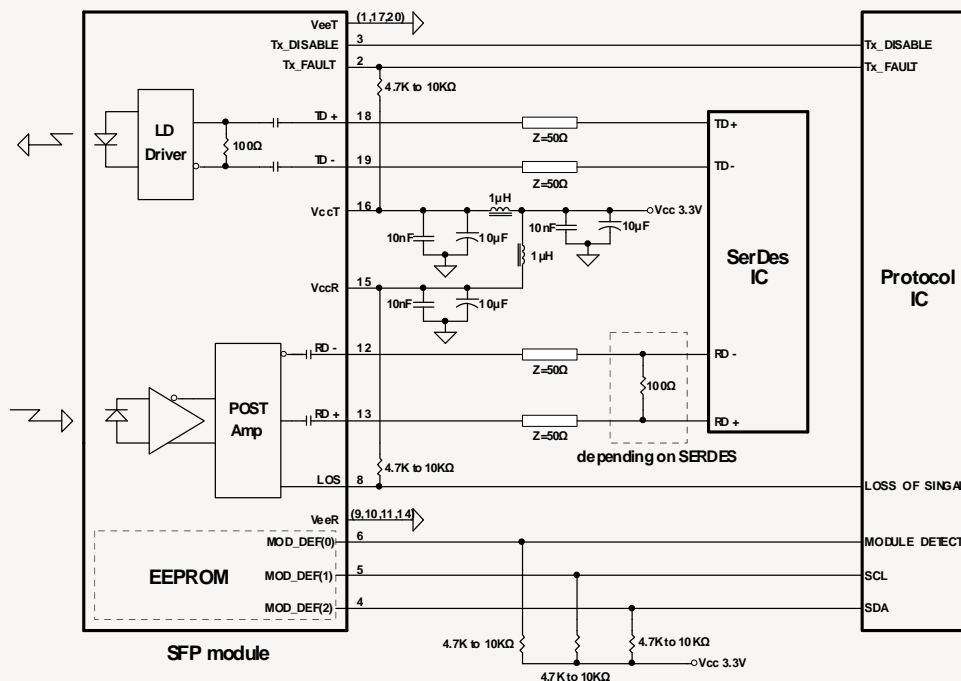 VeeT (1,17,20)
Tx_DISABLE 3 Tx_DISABLE
Tx_FAULT 2 Tx_FAULT
4.7K to 10KΩ
LD Driver
100Ω
TD+ 18 TD+
Z=50Ω
TD- 19 TD-
Z=50Ω
1µH
VccT 16 Vcc 3.3V
10nF 10µF 10nF 10µF
1µH
SerDes IC
Protocol IC
VccR 15
10nF 10µF
RD - 12 RD -
Z=50Ω
100Ω
POST Amp
RD+ 13 RD+
Z=50Ω
depending on SERDES
4.7K to 10KΩ
LOS 8 LOSS OF SINGAL
VeeR (9,10,11,14)
MOD_DEF(0) 6 MODULE DETECT
EEPROM
MOD_DEF(1) 5 SCL
MOD_DEF(2) 4 SDA
4.7K to 10KΩ 4.7K to 10KΩ
SFP module
Vcc 3.3V
4.7K to 10KΩ